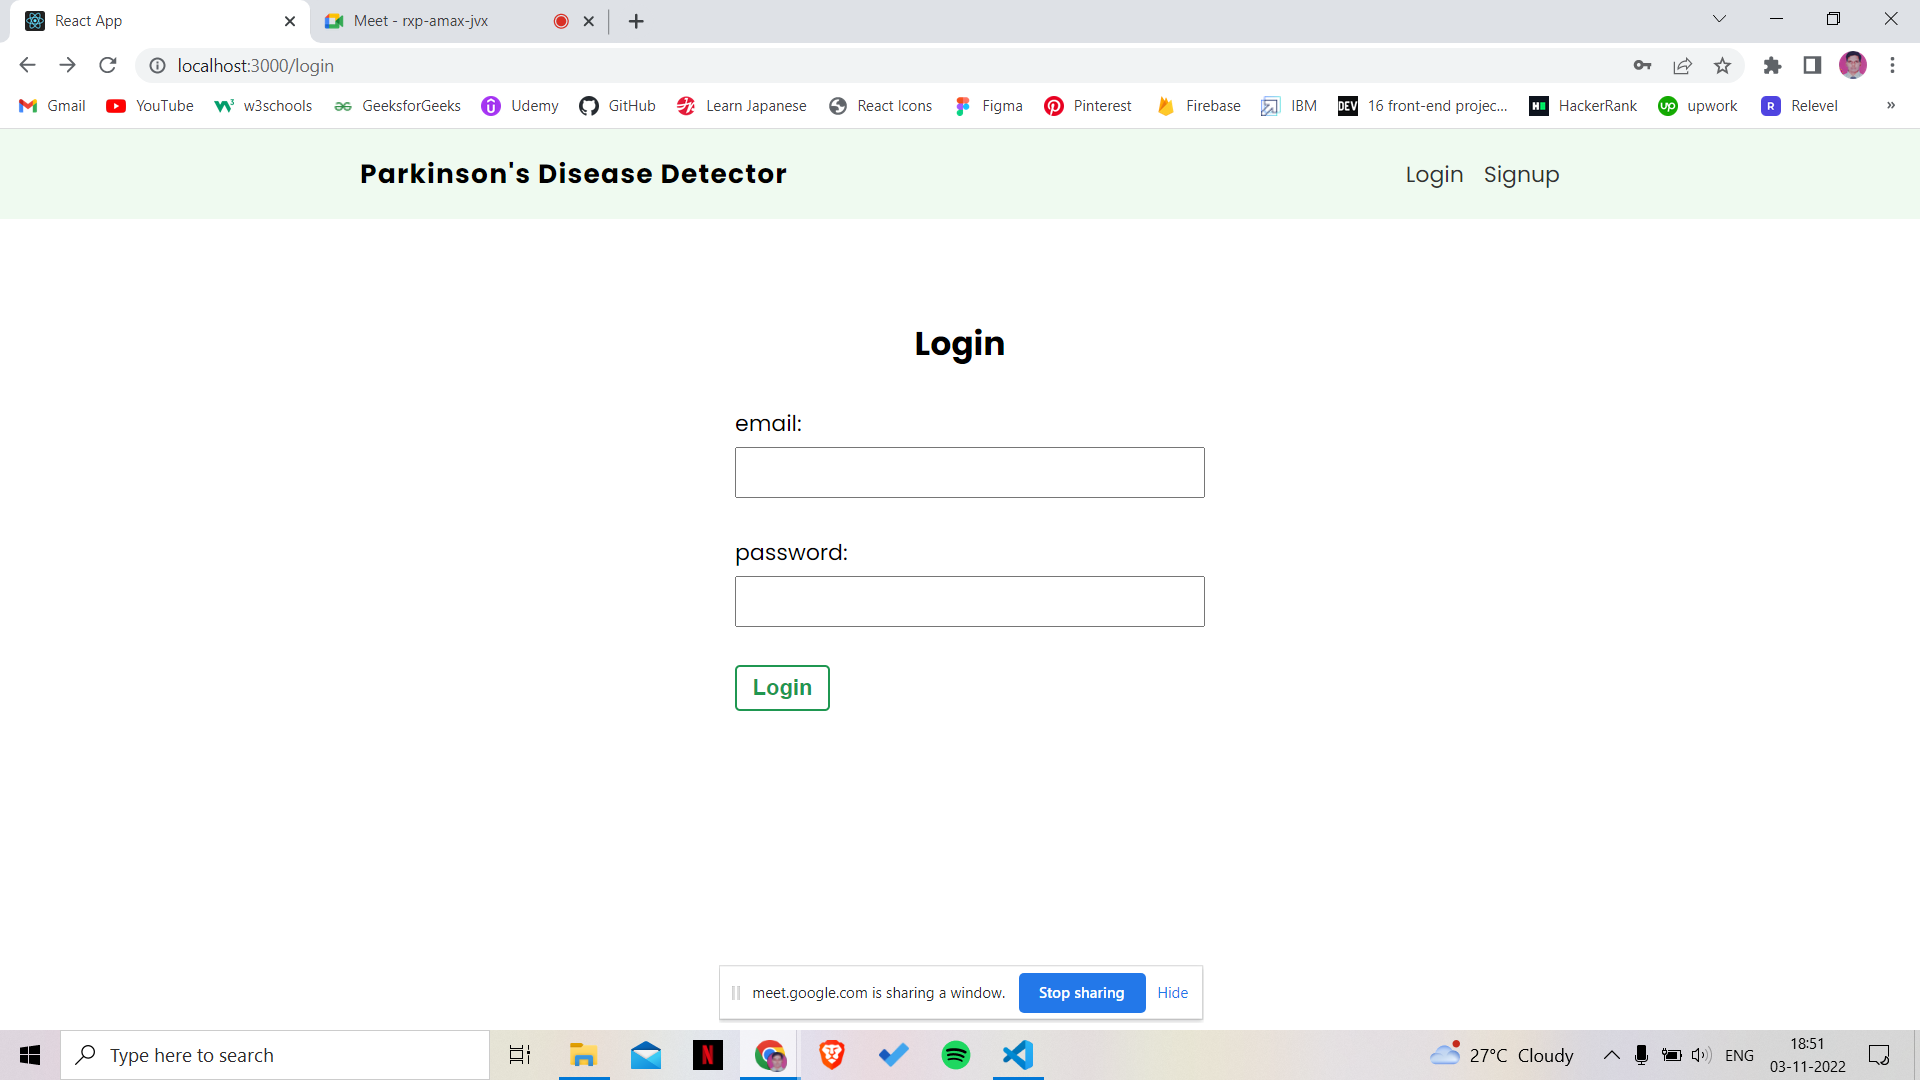 React App
Meet - rxp-amax-jvx
localhost:3000/login
Gmail YouTube w3schools GeeksforGeeks Udemy GitHub Learn Japanese React Icons Figma Pinterest Firebase IBM DEV 16 front-end projec... HackerRank up upwork R Relevel »
Parkinson's Disease Detector
Login Signup
Login
email:
password:
Login
meet.google.com is sharing a window. Stop sharing Hide
Type here to search
N
27°C Cloudy
ENG
18:51
03-11-2022